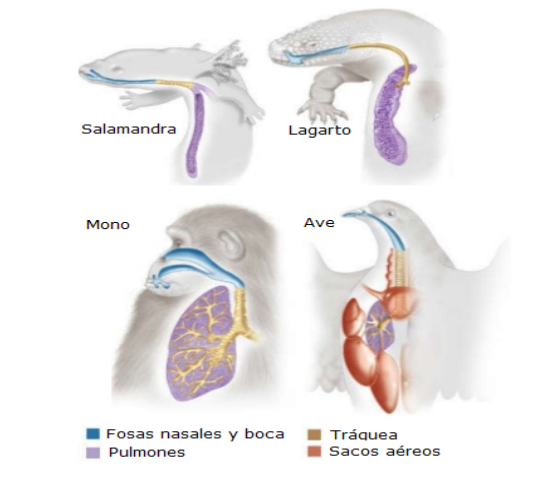 Salamandra
Lagarto
Mono
Ave
Fosas nasales y boca
Tráquea
Pulmones
Sacos aéreos